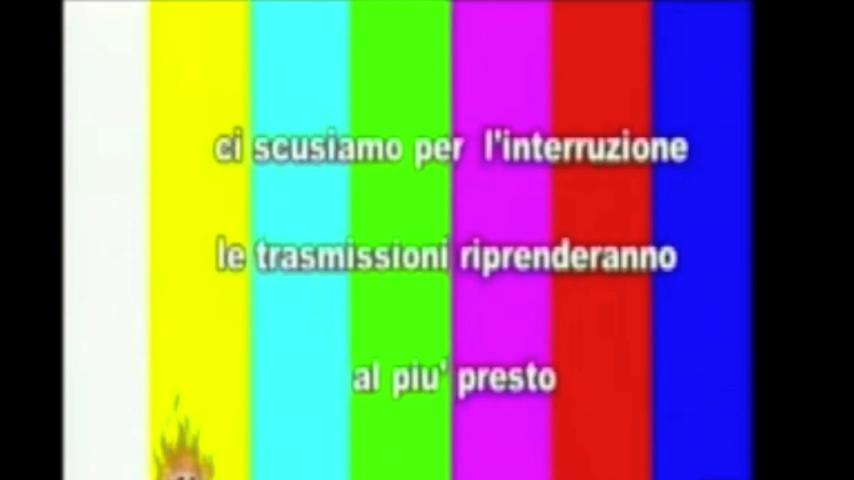 ci scusiamo per l'interruzione
le trasmissioni riprenderanno
al piu' presto